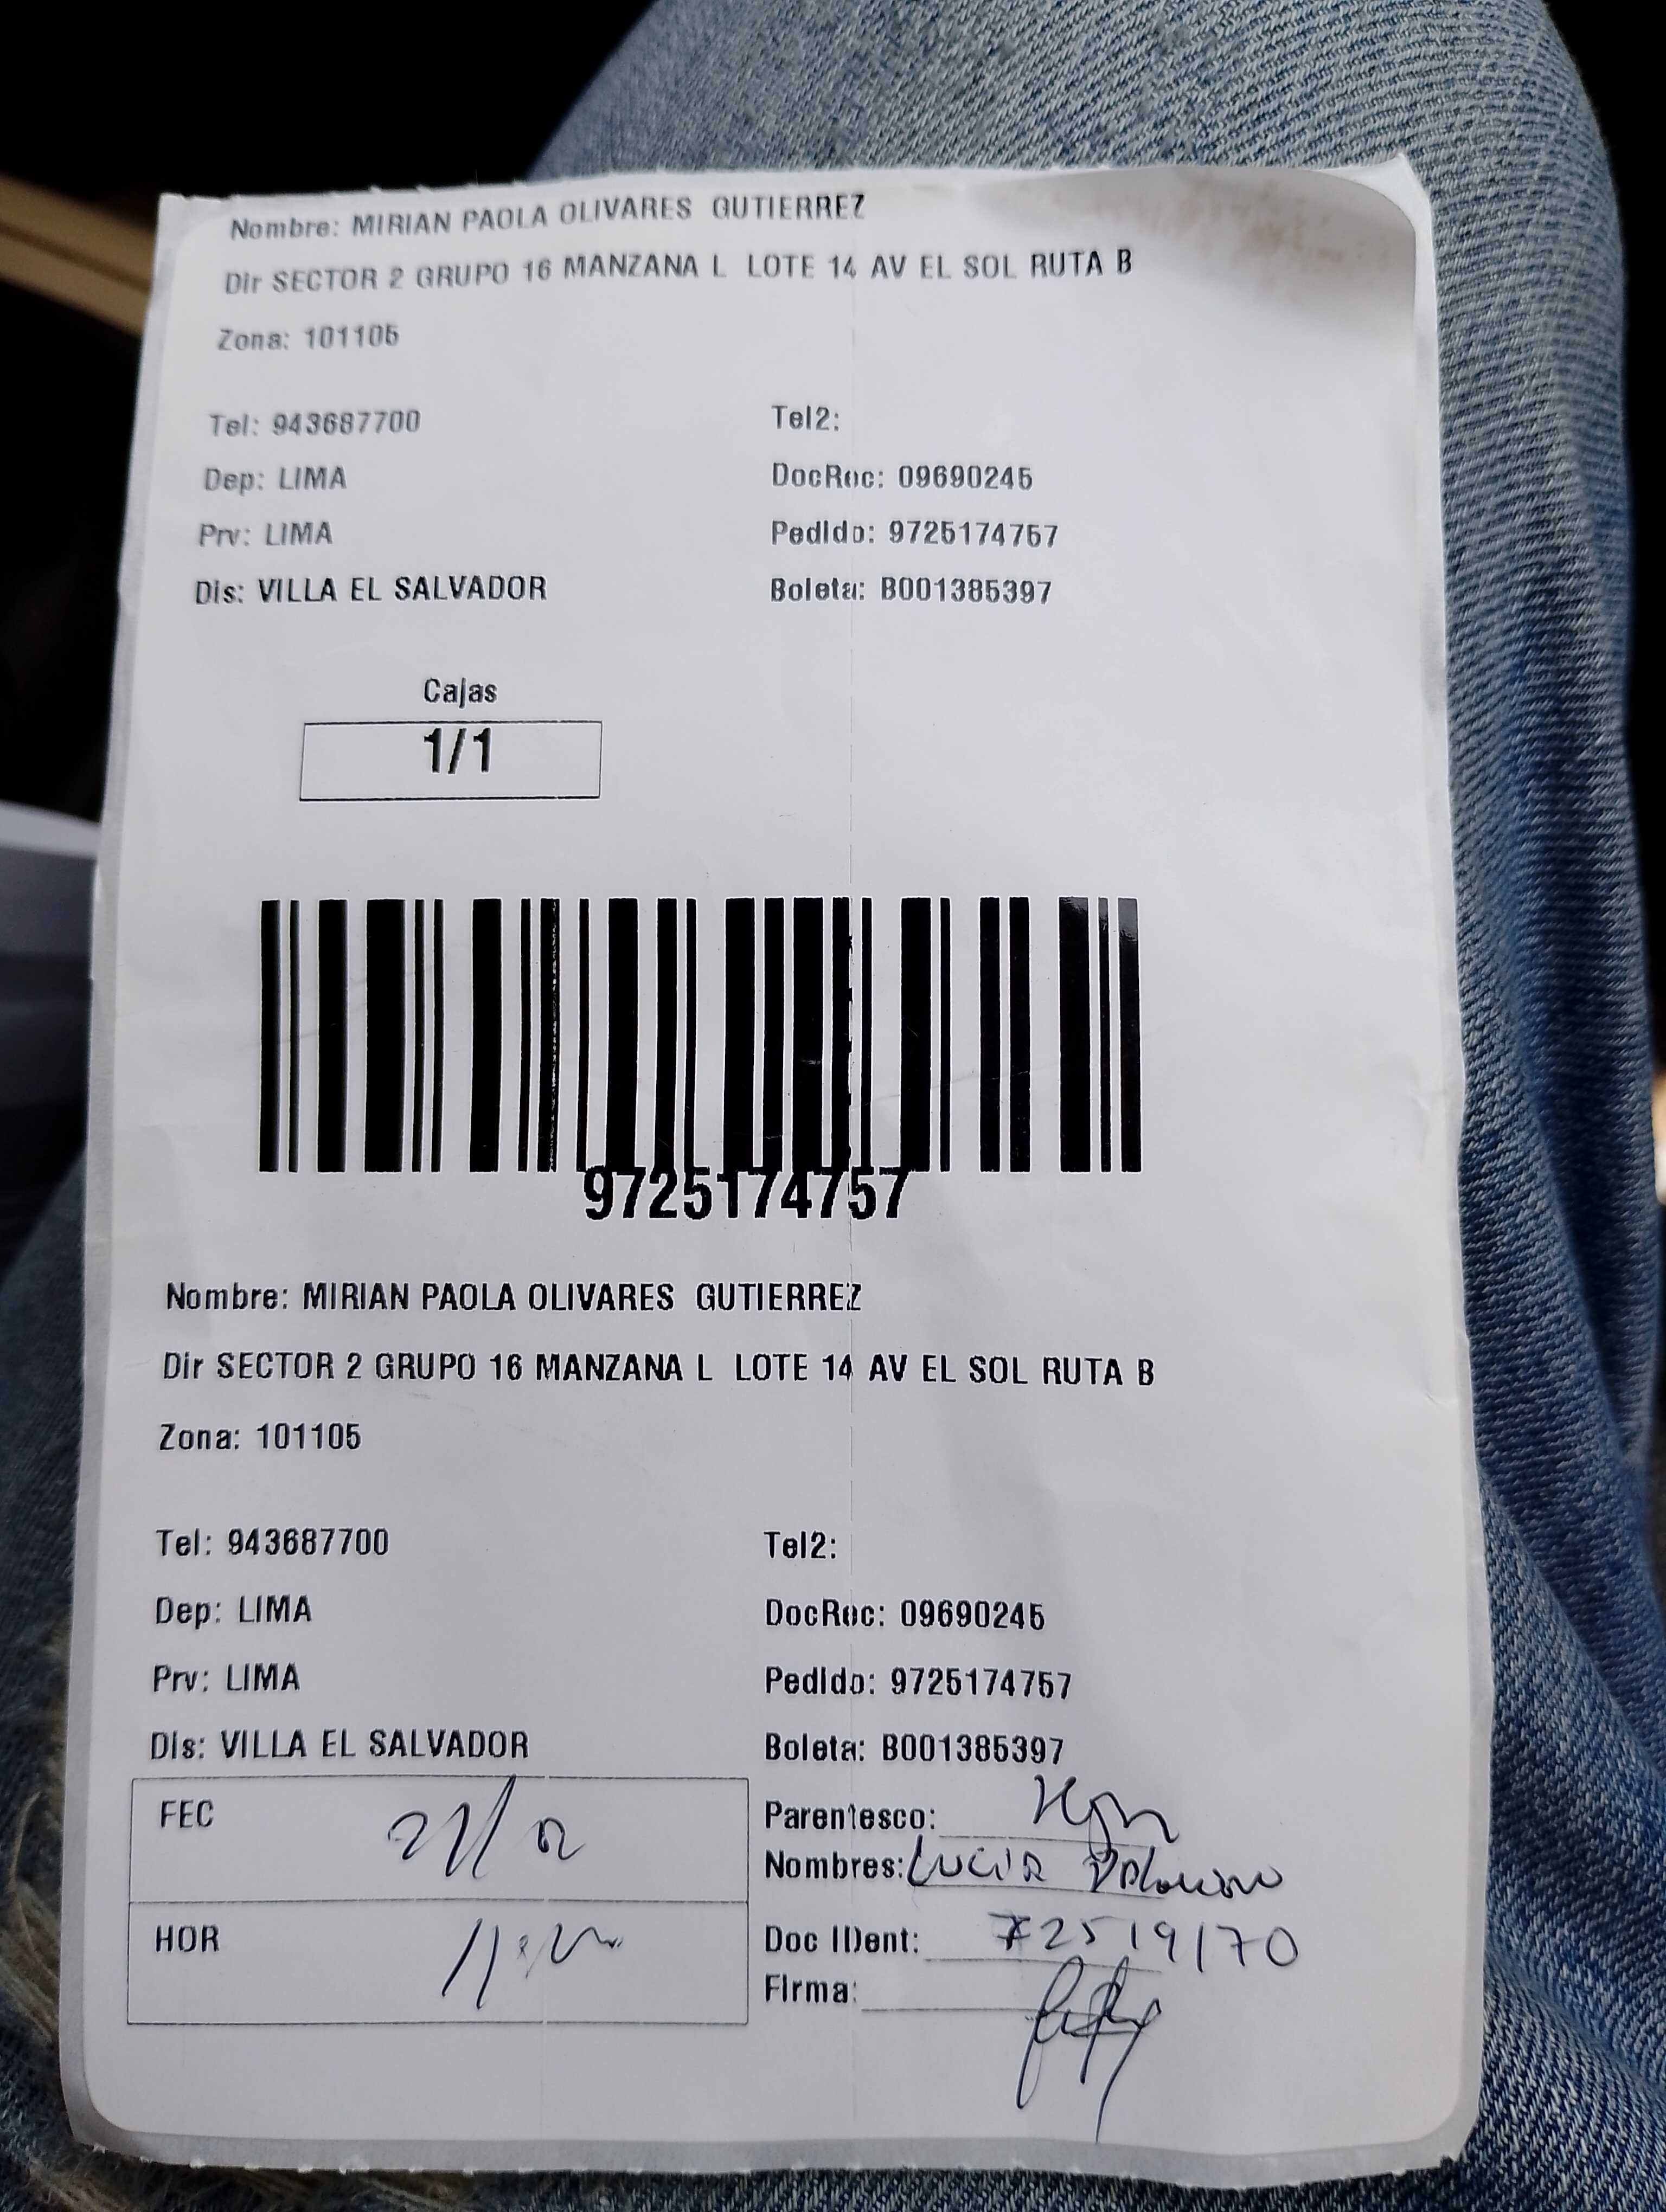 Nombre: MIRIAN PAOLA OLIVARES GUTIERREZ
Dir SECTOR 2 GRUPO 16 MANZANA L LOTE 14 AV EL SOL RUTA B
Zona: 101105
Tel: 943687700 Tel2:
Dep: LIMA DocRec: 09690245
Prv: LIMA Pedido: 9725174757
Dis: VILLA EL SALVADOR Boleta: B001385397
Cajas
1/1
9725174757
Nombre: MIRIAN PAOLA OLIVARES GUTIERREZ
Dir SECTOR 2 GRUPO 16 MANZANA L LOTE 14 AV EL SOL RUTA B
Zona: 101105
Tel: 943687700 Tel2:
Dep: LIMA DocRec: 09690245
Prv: LIMA Pedido: 9725174757
Dis: VILLA EL SALVADOR Boleta: B001385397
FEC Parentesco:
Nombres: LUCIA
HOR Doc IDent: 72519170
Firma: